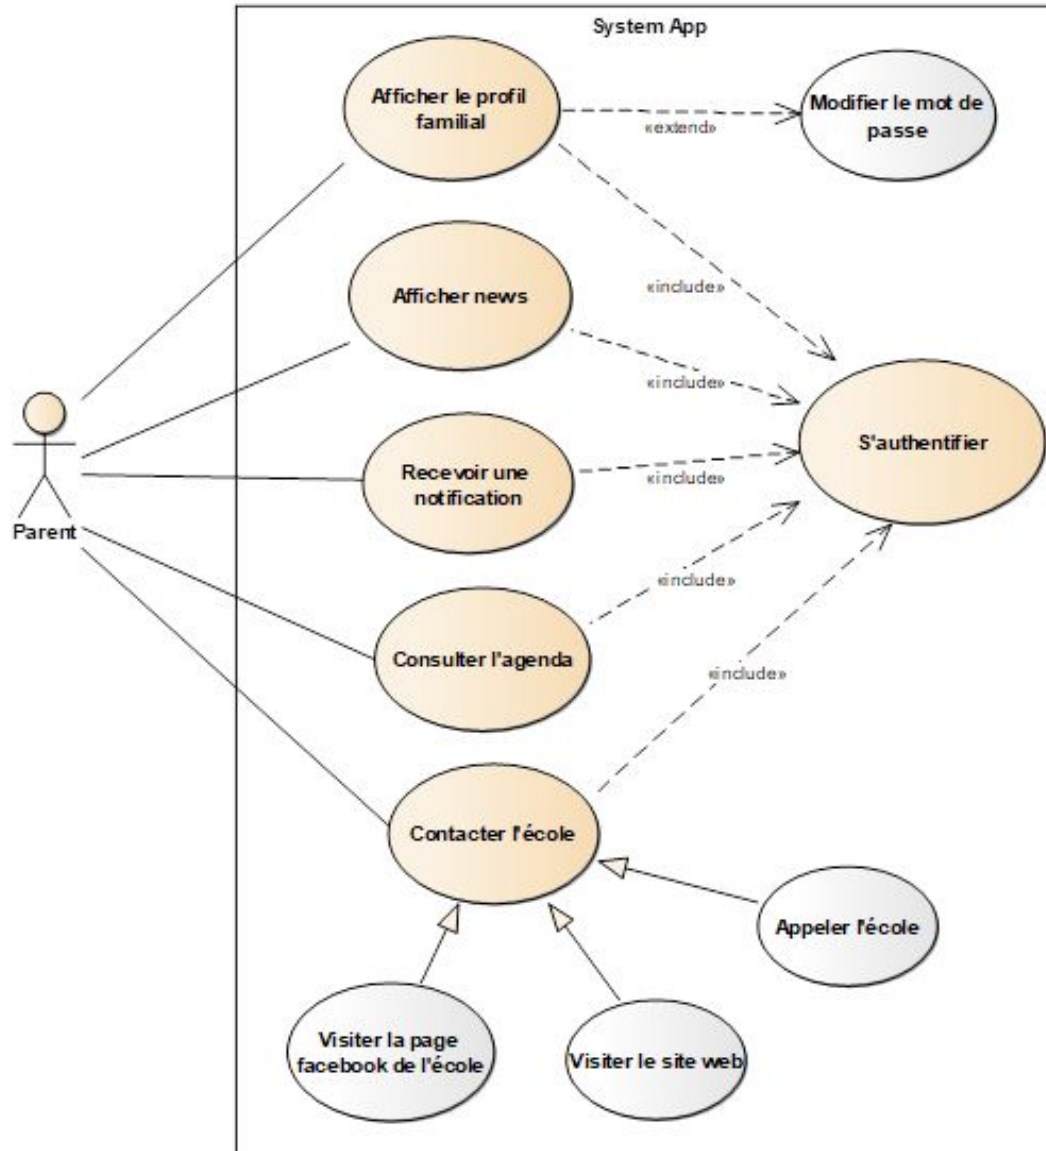 System App
Afficher le profil
familial
Modifier le mot de
passe
«extend»
«include»
Afficher news
«include»
S'authentifier
Recevoir une
notification
«include»
Parent
«include»
Consulter l'agenda
«include»
Contacter l'école
Appeler l'école
Visiter la page
facebook de l'école
Visiter le site web